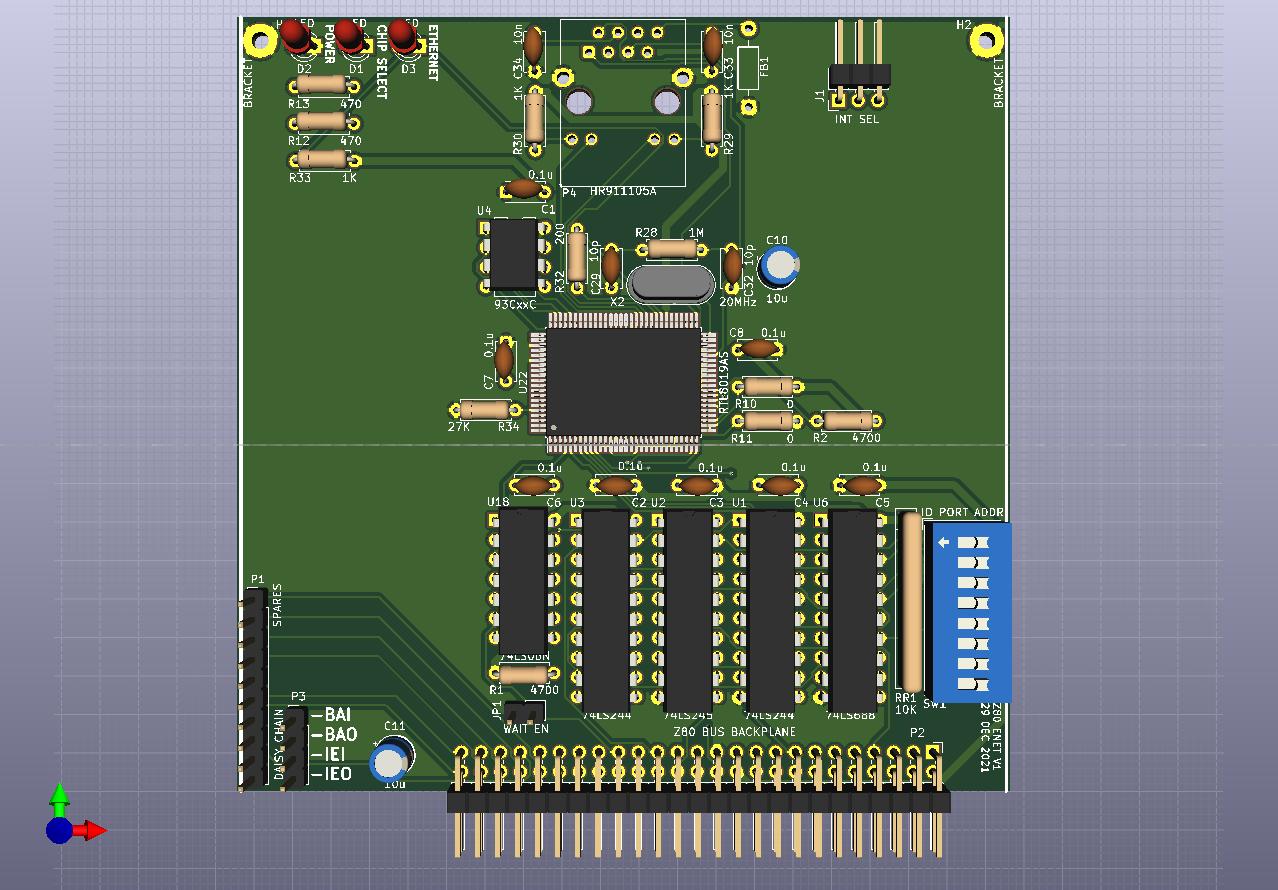 H2
POWER
CHIP SELECT
ETHERNET
D2
D1
D3
BRACKET
BRACKET
R13
470
R12
470
R33
1K
10n
C34
1K
R30
10n
C33
1K
R29
FB1
J1
INT SEL
P4
HR911105A
0.1u
U4
C1
93CxxC
200
R32
10p
C29
R28
1M
X2
20MHz
10p
C32
C10
10u
0.1u
C7
U22
RTL8019AS
C8
0.1u
R10
0
R11
0
R2
4700
27K
R34
0.1u
0.1u
0.1u
0.1u
U18
C6
U3
C2
U2
C3
U1
C4
U6
C5
IO PORT ADDR
74LS244
74LS245
74LS244
74LS688
R1
4700
JP1
WAIT EN
Z80 BUS BACKPLANE
RR1
10K
SW1
P2
Z80 ENET V1
29 DEC 2021
P1
SPARES
P3
DAISY CHAIN
-BAI
-BAO
-IEI
-IEO
C11
10u